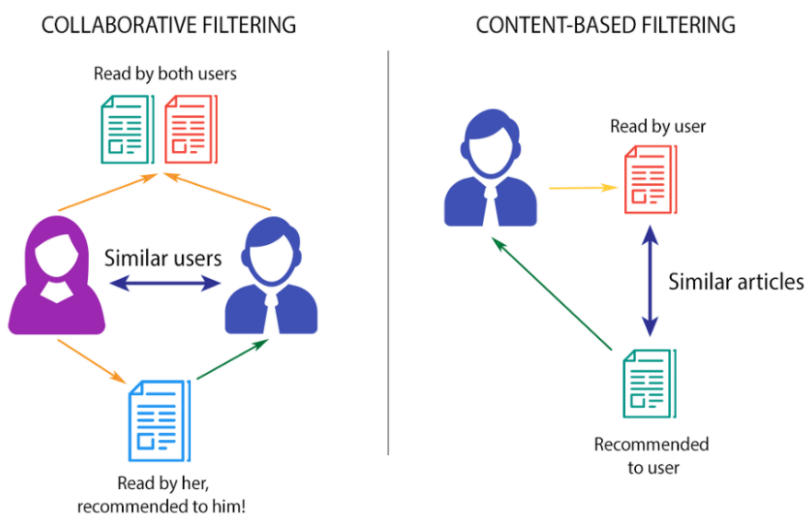 COLLABORATIVE FILTERING
Read by both users
Similar users
Read by her,
recommended to him!
CONTENT-BASED FILTERING
Read by user
Similar articles
Recommended
to user